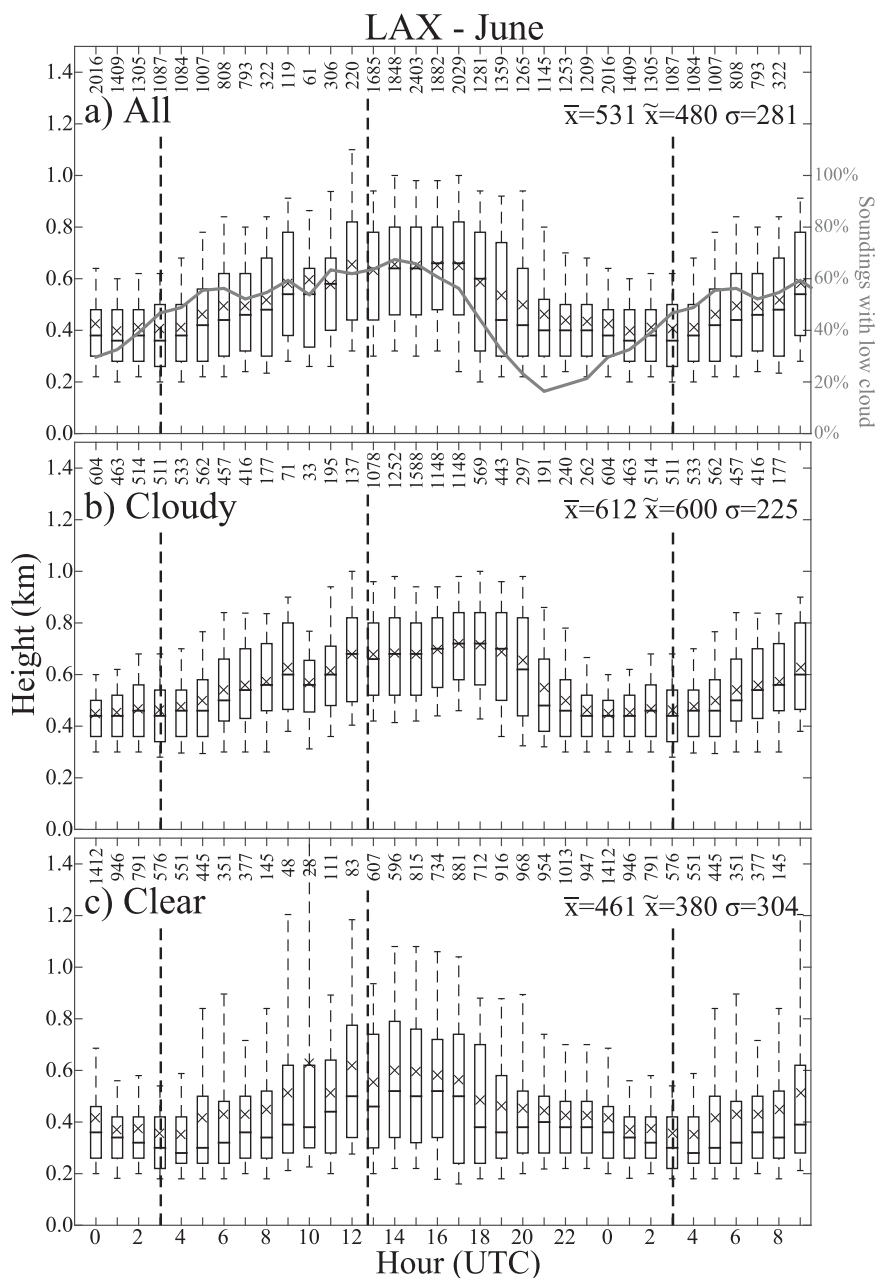 LAX - June
2016 1409 1305 1087 1084 1007 808 793 322 119 61 306 220 1685 1848 2403 1882 2029 1281 1359 1265 1145 1253 1209 2016 1409 1305 1087 1084 1007 808 793 322
a) All
x̅=531 x̃=480 σ=281
1.4
1.2
1.0
0.8
0.6
0.4
0.2
0.0
100%
80%
60%
40%
20%
0%
Soundings with low cloud
604 463 514 511 533 562 457 416 177 71 33 195 137 1078 1252 1588 1148 1148 569 443 297 191 240 262 604 463 514 511 533 562 457 416 177
b) Cloudy
x̅=612 x̃=600 σ=225
1.4
1.2
1.0
0.8
0.6
0.4
0.2
0.0
Height (km)
1412 946 791 576 551 445 351 377 145 48 28 111 83 607 596 815 734 881 712 916 968 954 1013 947 1412 946 791 576 551 445 351 377 145
c) Clear
x̅=461 x̃=380 σ=304
1.4
1.2
1.0
0.8
0.6
0.4
0.2
0.0
0 2 4 6 8 10 12 14 16 18 20 22 0 2 4 6 8
Hour (UTC)